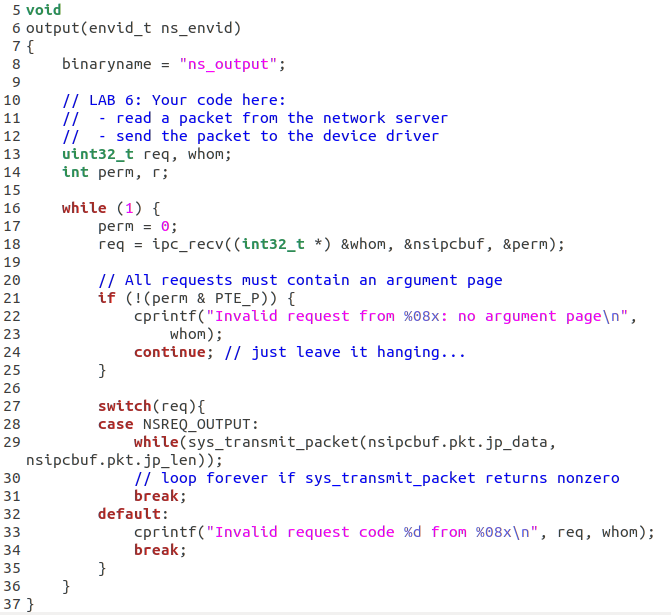 5 void
6 output(envid_t ns_envid)
7 {
8     binaryname = "ns_output";
9
10     // LAB 6: Your code here:
11     //  - read a packet from the network server
12     //  - send the packet to the device driver
13     uint32_t req, whom;
14     int perm, r;
15
16     while (1) {
17         perm = 0;
18         req = ipc_recv((int32_t *) &whom, &nsipcbuf, &perm);
19
20         // All requests must contain an argument page
21         if (!(perm & PTE_P)) {
22             cprintf("Invalid request from %08x: no argument page\n",
23                 whom);
24             continue; // just leave it hanging...
25         }
26
27         switch(req){
28         case NSREQ_OUTPUT:
29             while(sys_transmit_packet(nsipcbuf.pkt.jp_data,
nsipcbuf.pkt.jp_len));
30             // loop forever if sys_transmit_packet returns nonzero
31             break;
32         default:
33             cprintf("Invalid request code %d from %08x\n", req, whom);
34             break;
35         }
36     }
37 }